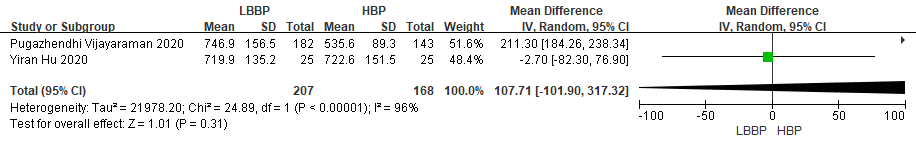 LBBP HBP Mean Difference Mean Difference
Study or Subgroup Mean SD Total Mean SD Total Weight IV, Random, 95% CI IV, Random, 95% CI
Pugazhendhi Vijayaraman 2020 746.9 156.5 182 535.6 89.3 143 51.6% 211.30 [184.26, 238.34]
Yiran Hu 2020 719.9 135.2 25 722.6 151.5 25 48.4% -2.70 [-82.30, 76.90]
Total (95% CI) 207 168 100.0% 107.71 [-101.90, 317.32]
Heterogeneity: Tau² = 21978.20; Chi² = 24.89, df = 1 (P < 0.00001); I² = 96%
Test for overall effect: Z = 1.01 (P = 0.31)
-100 -50 0 50 100
LBBP HBP